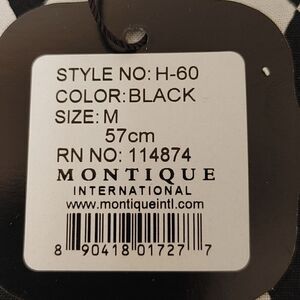 STYLE NO: H-60
COLOR: BLACK
SIZE: M
57cm
RN NO: 114874
MONTIQUE
INTERNATIONAL
www.montiqueintl.com
8 90418 01727 7